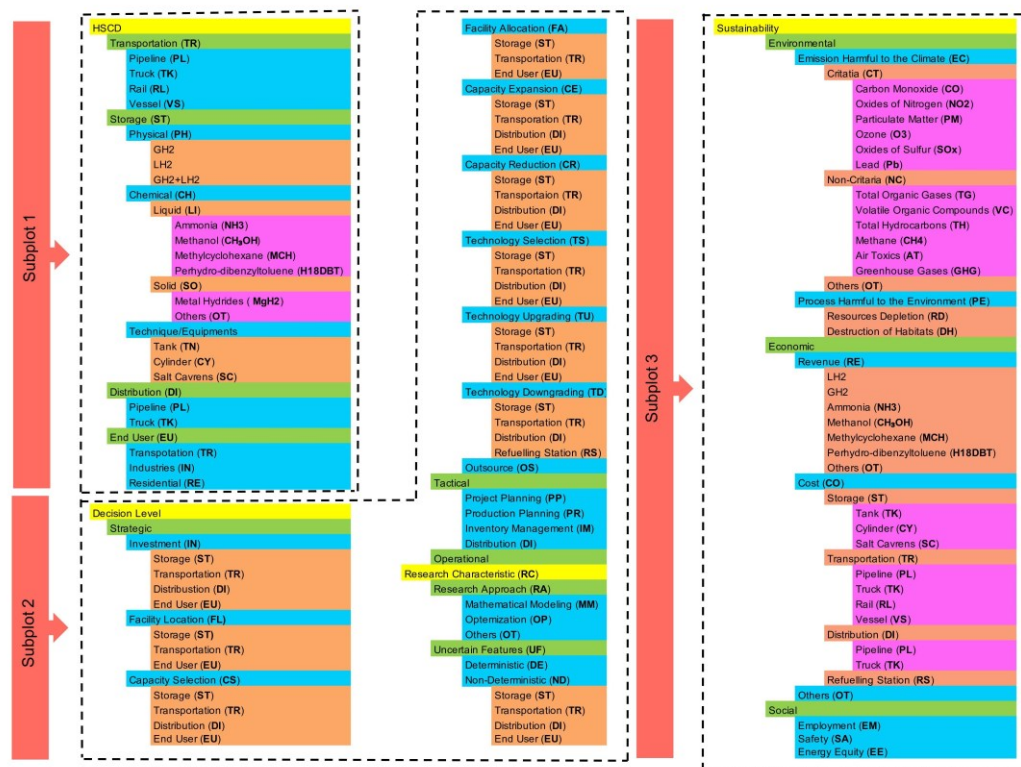 Subplot 1
HSCD
Transportation (TR)
Pipeline (PL)
Truck (TK)
Rail (RL)
Vessel (VS)
Storage (ST)
Physical (PH)
GH2
LH2
GH2+LH2
Chemical (CH)
Liquid (LI)
Ammonia (NH3)
Methanol (CH₃OH)
Methylcyclohexane (MCH)
Perhydro-dibenzyltoluene (H18DBT)
Solid (SO)
Metal Hydrides ( MgH2)
Others (OT)
Technique/Equipments
Tank (TN)
Cylinder (CY)
Salt Cavrens (SC)
Distribution (DI)
Pipeline (PL)
Truck (TK)
End User (EU)
Transpotation (TR)
Industries (IN)
Residential (RE)
Subplot 2
Decision Level
Strategic
Investment (IN)
Storage (ST)
Transportation (TR)
Distribustion (DI)
End User (EU)
Facility Location (FL)
Storage (ST)
Transportation (TR)
End User (EU)
Capacity Selection (CS)
Storage (ST)
Transportation (TR)
Distribution (DI)
End User (EU)
Facility Allocation (FA)
Storage (ST)
Transportation (TR)
End User (EU)
Capacity Expansion (CE)
Storage (ST)
Transporation (TR)
Distribution (DI)
End User (EU)
Capacity Reduction (CR)
Storage (ST)
Transportaion (TR)
Distribution (DI)
End User (EU)
Technology Selection (TS)
Storage (ST)
Transportation (TR)
Distribution (DI)
End User (EU)
Technology Upgrading (TU)
Storage (ST)
Transportation (TR)
Distribution (DI)
End User (EU)
Technology Downgrading (TD)
Storage (ST)
Transportation (TR)
Distribution (DI)
Refuelling Station (RS)
Outsource (OS)
Tactical
Project Planning (PP)
Production Planning (PR)
Inventory Management (IM)
Distribution (DI)
Operational
Research Characteristic (RC)
Research Approach (RA)
Mathematical Modeling (MM)
Optemization (OP)
Others (OT)
Uncertain Features (UF)
Deterministic (DE)
Non-Deterministic (ND)
Storage (ST)
Transportation (TR)
Distribution (DI)
End User (EU)
Subplot 3
Sustainability
Environmental
Emission Harmful to the Climate (EC)
Critatia (CT)
Carbon Monoxide (CO)
Oxides of Nitrogen (NO2)
Particulate Matter (PM)
Ozone (O3)
Oxides of Sulfur (SOx)
Lead (Pb)
Non-Critaria (NC)
Total Organic Gases (TG)
Volatile Organic Compounds (VC)
Total Hydrocarbons (TH)
Methane (CH4)
Air Toxics (AT)
Greenhouse Gases (GHG)
Others (OT)
Process Harmful to the Environment (PE)
Resources Depletion (RD)
Destruction of Habitats (DH)
Economic
Revenue (RE)
LH2
GH2
Ammonia (NH3)
Methanol (CH₃OH)
Methylcyclohexane (MCH)
Perhydro-dibenzyltoluene (H18DBT)
Others (OT)
Cost (CO)
Storage (ST)
Tank (TK)
Cylinder (CY)
Salt Cavrens (SC)
Transportation (TR)
Pipeline (PL)
Truck (TK)
Rail (RL)
Vessel (VS)
Distribution (DI)
Pipeline (PL)
Truck (TK)
Refuelling Station (RS)
Others (OT)
Social
Employment (EM)
Safety (SA)
Energy Equity (EE)